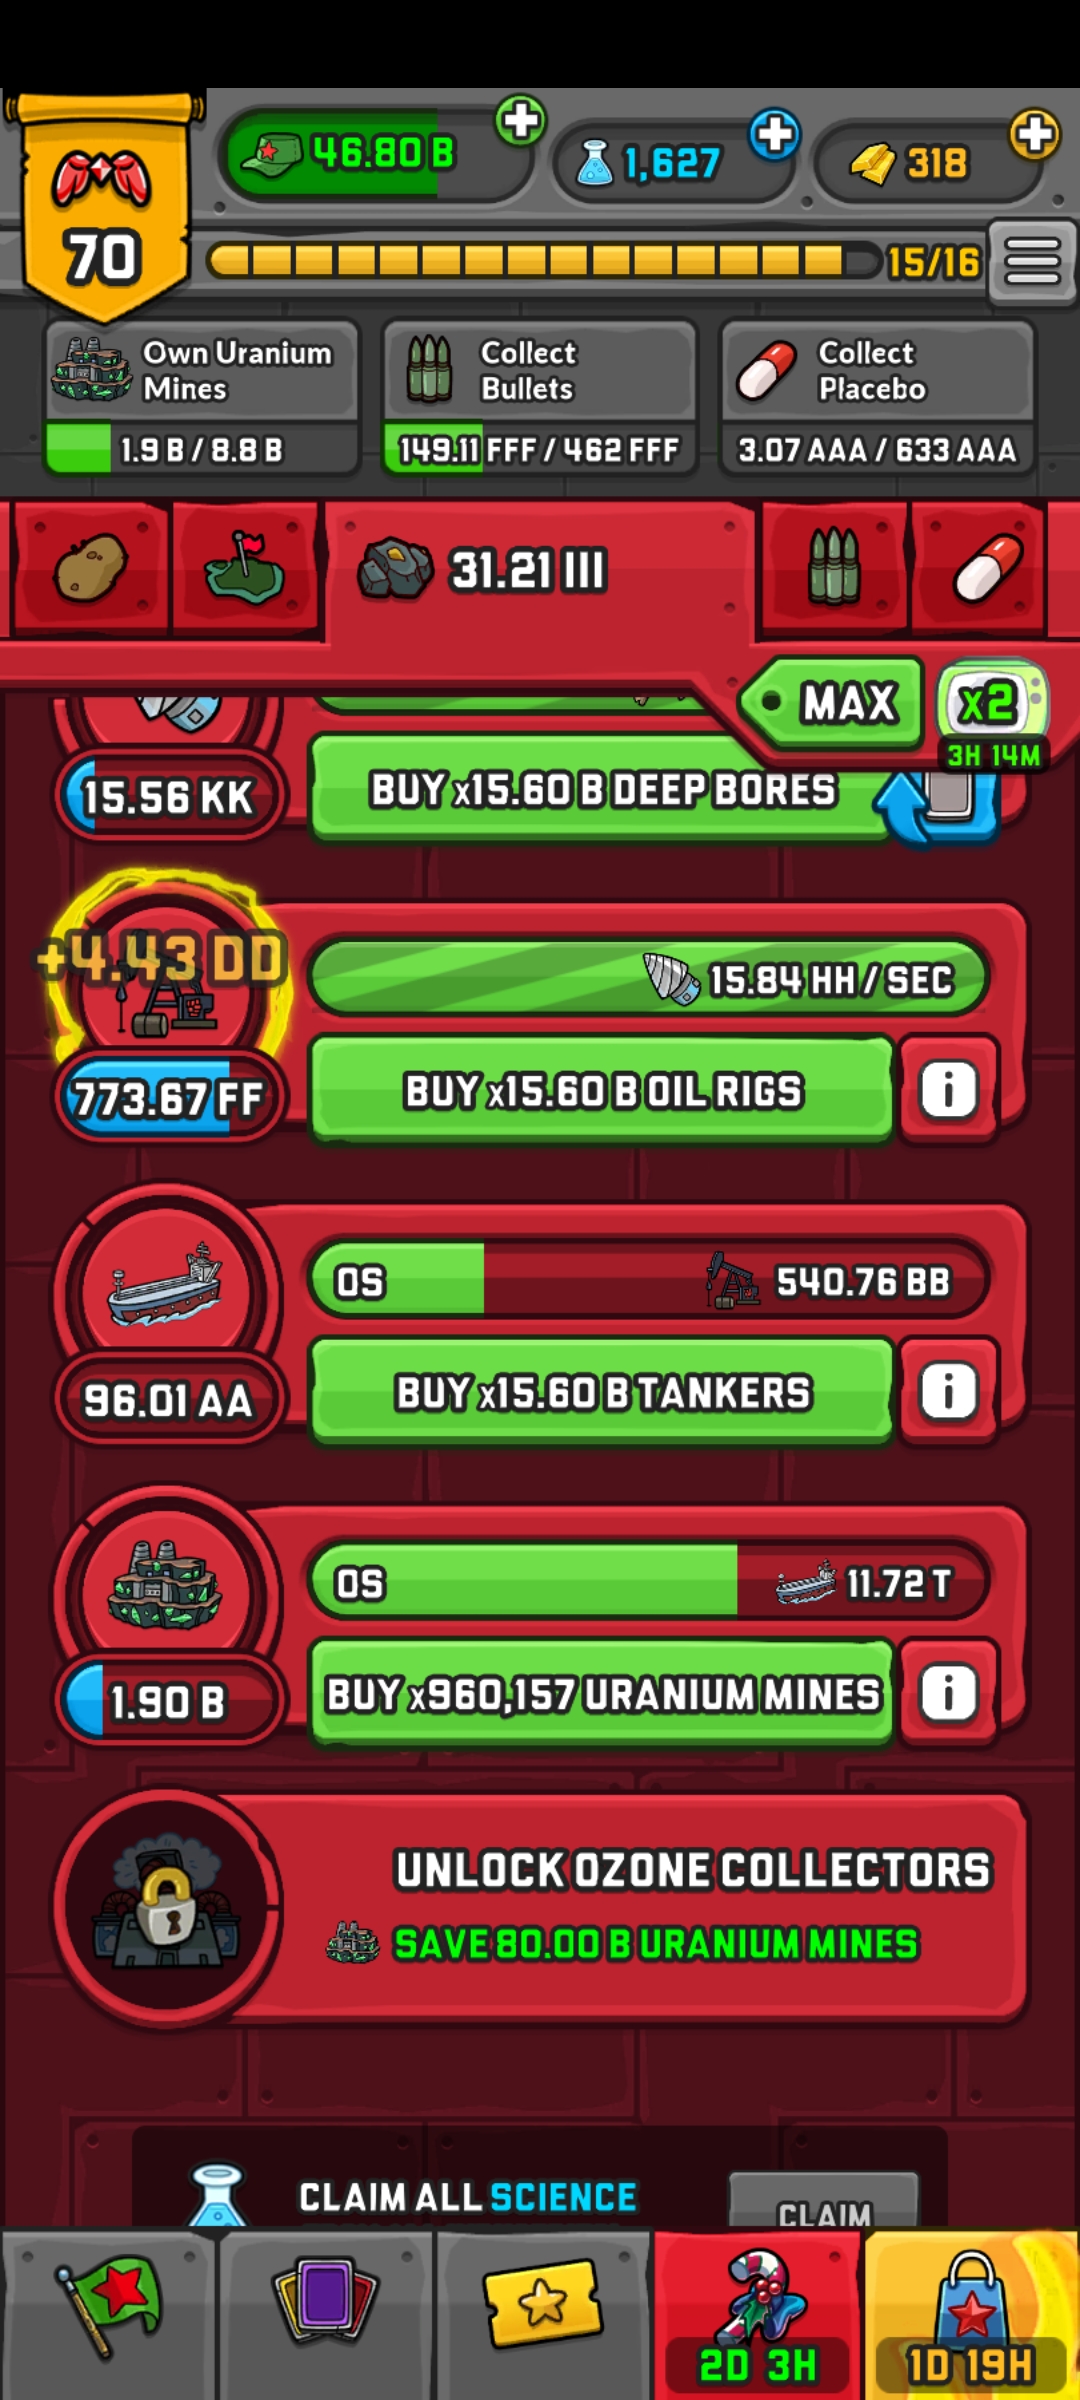 46.80 B
1,627
318
70
15/16
Own Uranium
Mines
1.9 B / 8.8 B
Collect
Bullets
149.11 FFF / 462 FFF
Collect
Placebo
3.07 AAA / 633 AAA
31.21 III
MAX
x2
3H 14M
15.56 KK
BUY x15.60 B DEEP BORES
+4.43 DD
15.84 HH / SEC
773.67 FF
BUY x15.60 B OIL RIGS
i
0S
540.76 BB
96.01 AA
BUY x15.60 B TANKERS
i
0S
11.72 T
1.90 B
BUY x960,157 URANIUM MINES
i
UNLOCK OZONE COLLECTORS
SAVE 80.00 B URANIUM MINES
CLAIM ALL SCIENCE
CLAIM
2D 3H
1D 19H